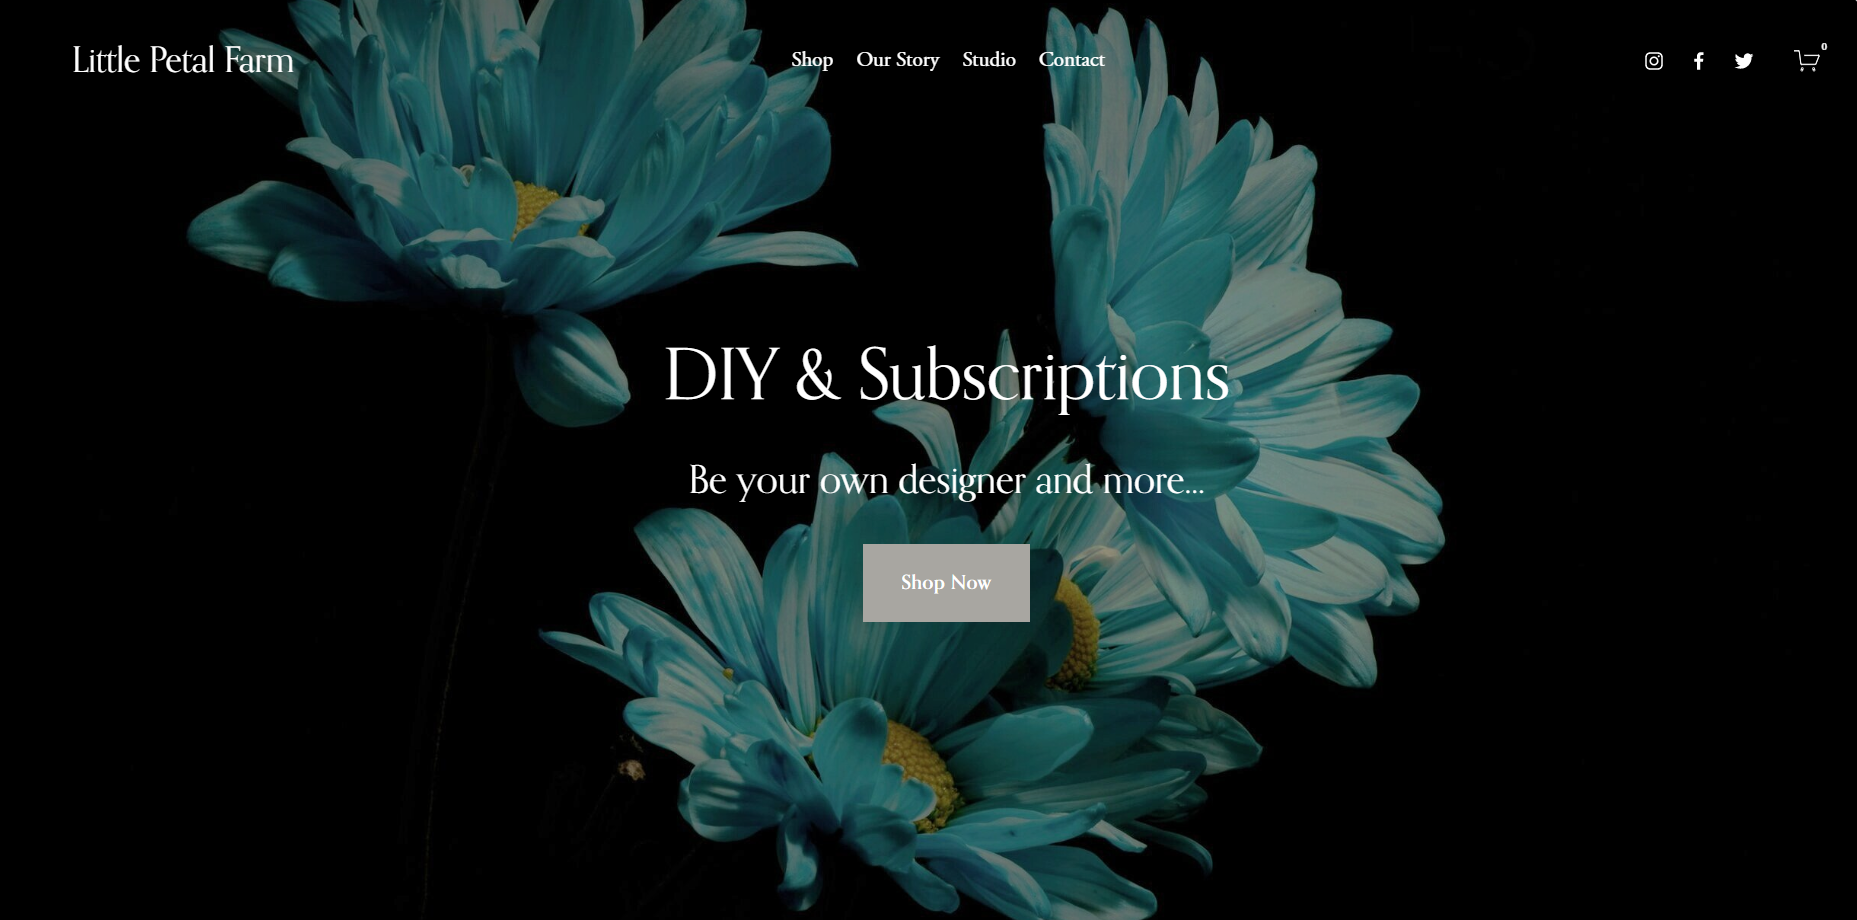 Little Petal Farm
Shop Our Story Studio Contact
0
DIY & Subscriptions
Be your own designer and more...
Shop Now